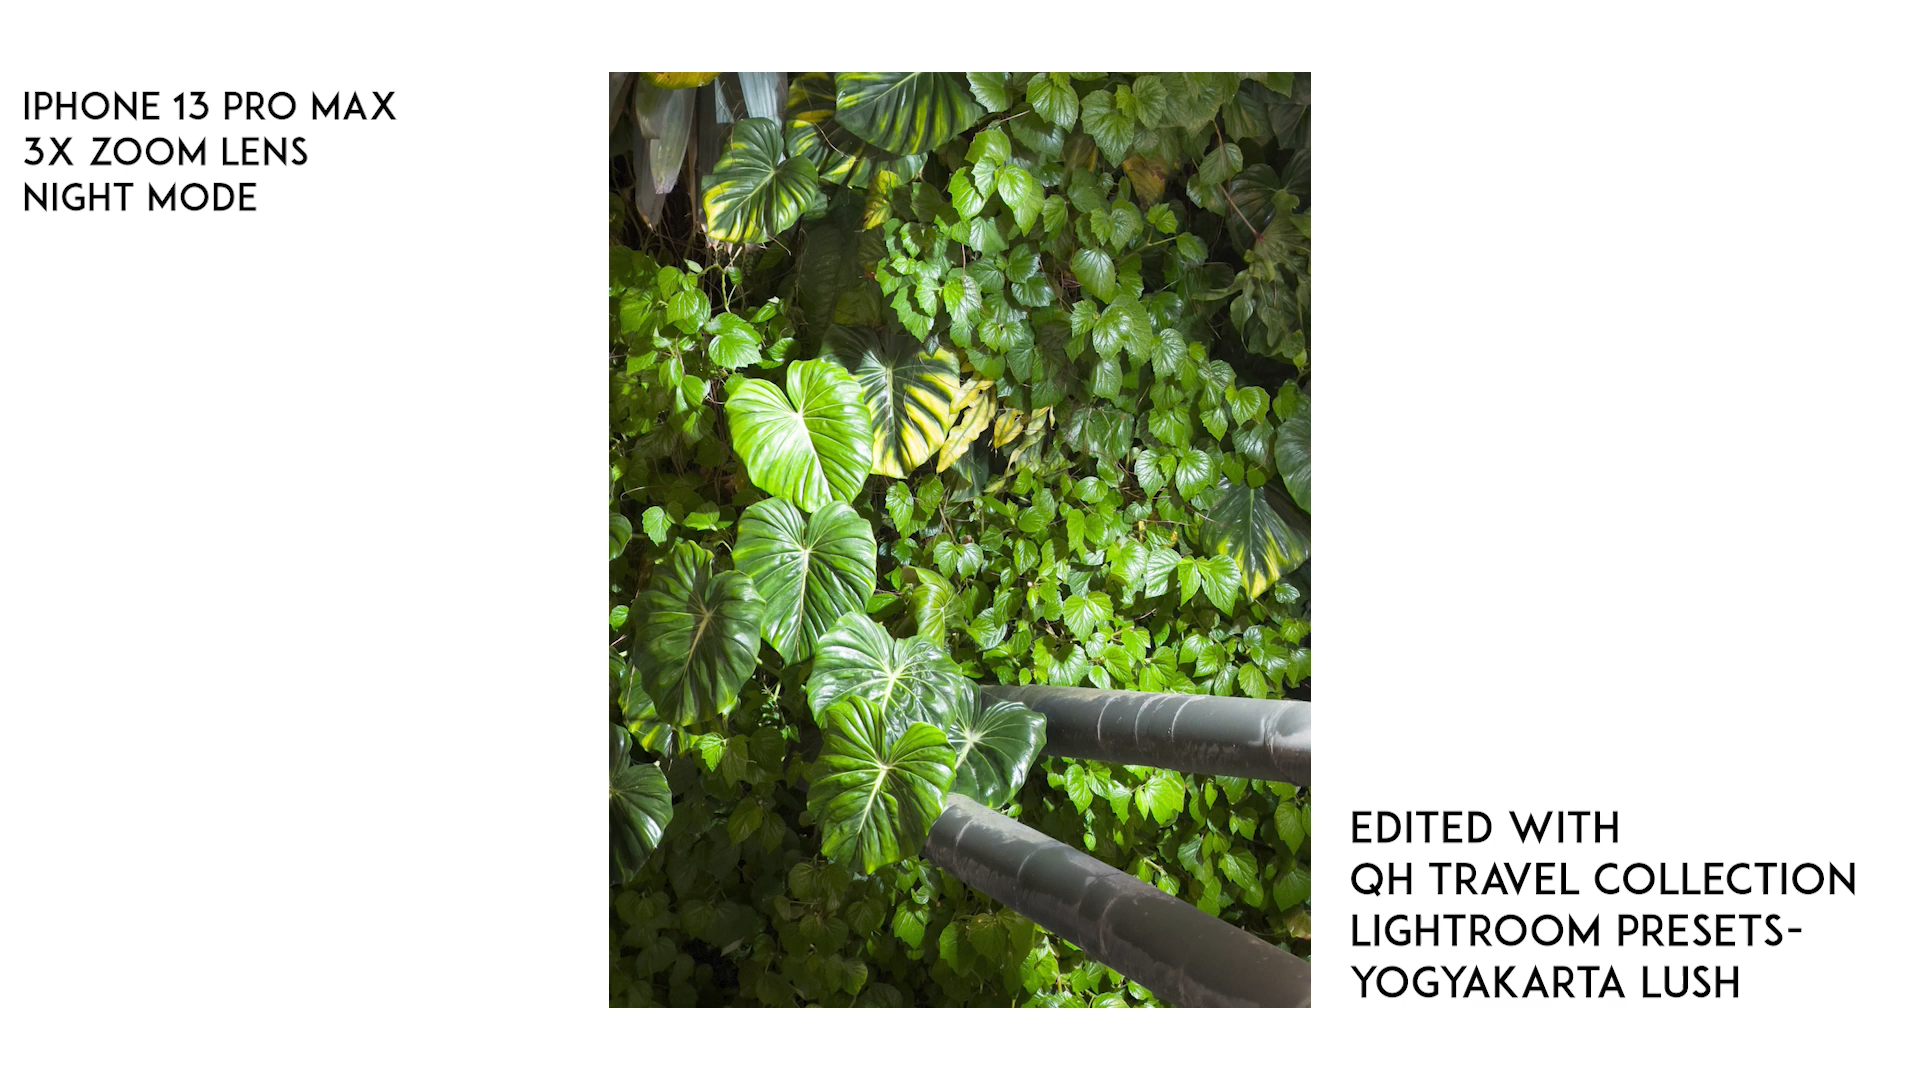 IPHONE 13 PRO MAX
3X ZOOM LENS
NIGHT MODE
EDITED WITH
QH TRAVEL COLLECTION
LIGHTROOM PRESETS-
YOGYAKARTA LUSH